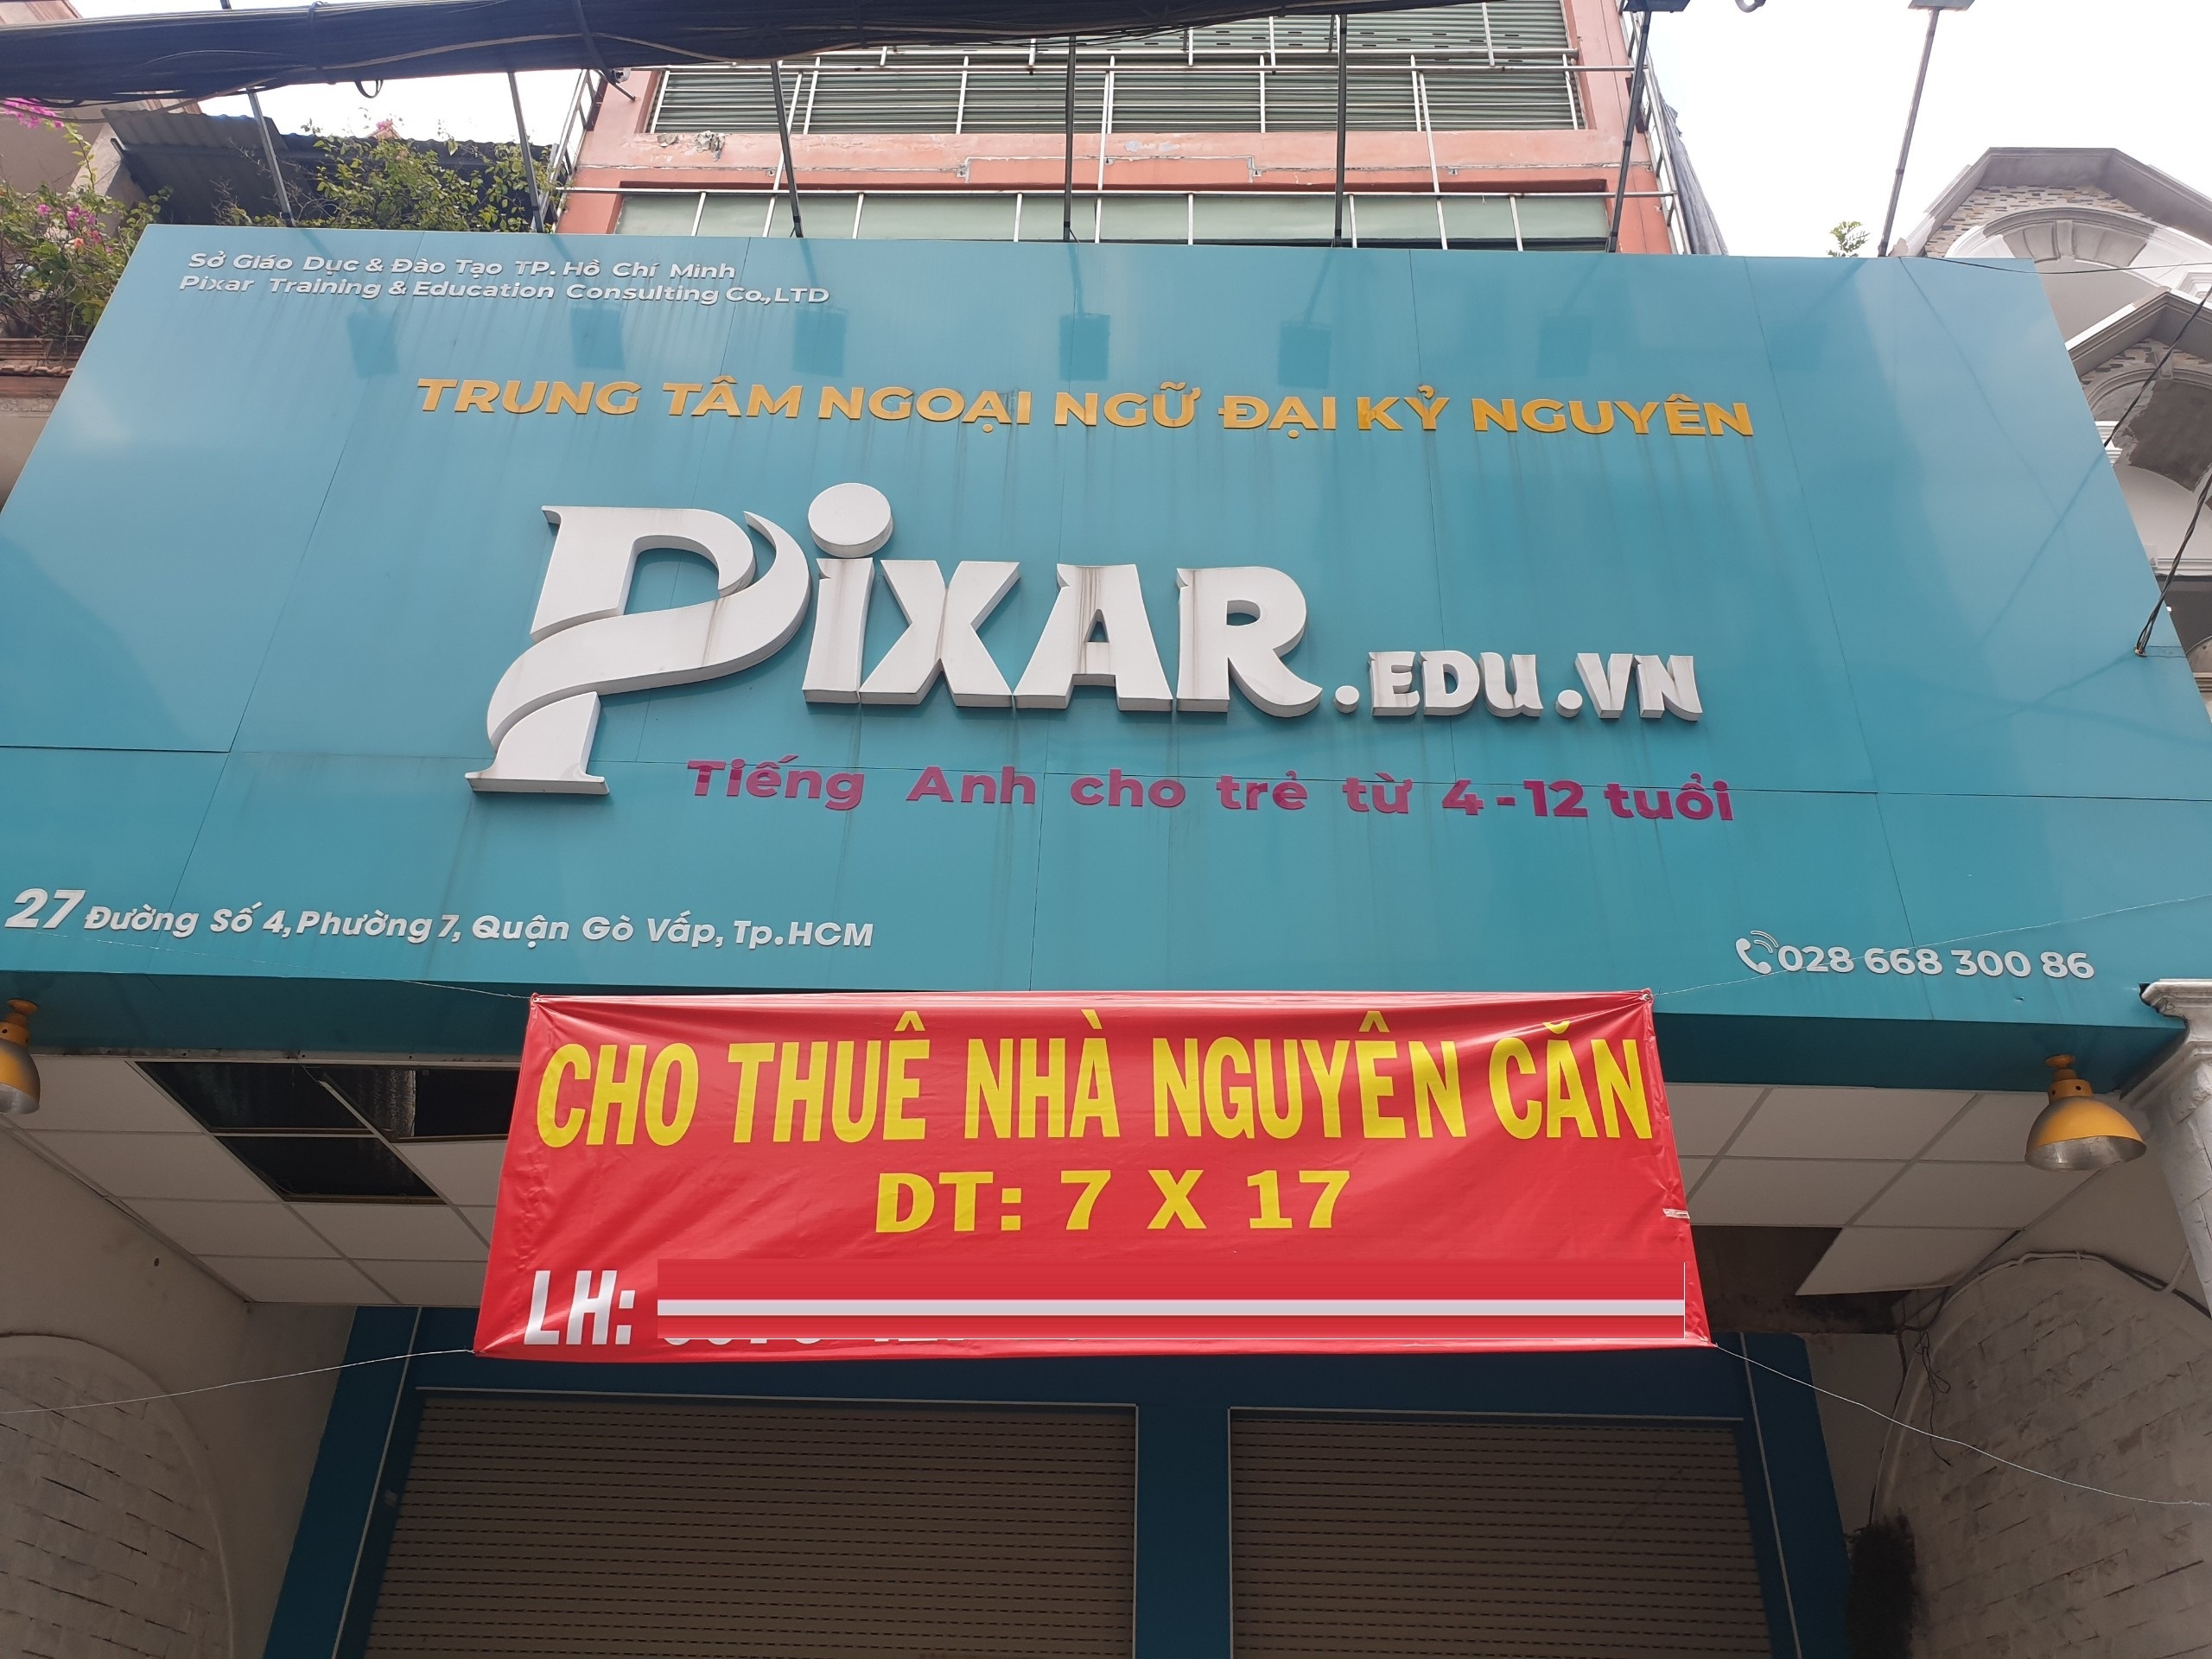 Sở Giáo Dục & Đào Tạo TP. Hồ Chí Minh
Pixar Training & Education Consulting Co.,LTD
TRUNG TÂM NGOẠI NGỮ ĐẠI KỶ NGUYÊN
PiXAR.EDU.VN
Tiếng Anh cho trẻ từ 4-12 tuổi
27 Đường Số 4, Phường 7, Quận Gò Vấp, Tp.HCM
028 668 300 86
CHO THUÊ NHÀ NGUYÊN CĂN
DT: 7 X 17
LH: